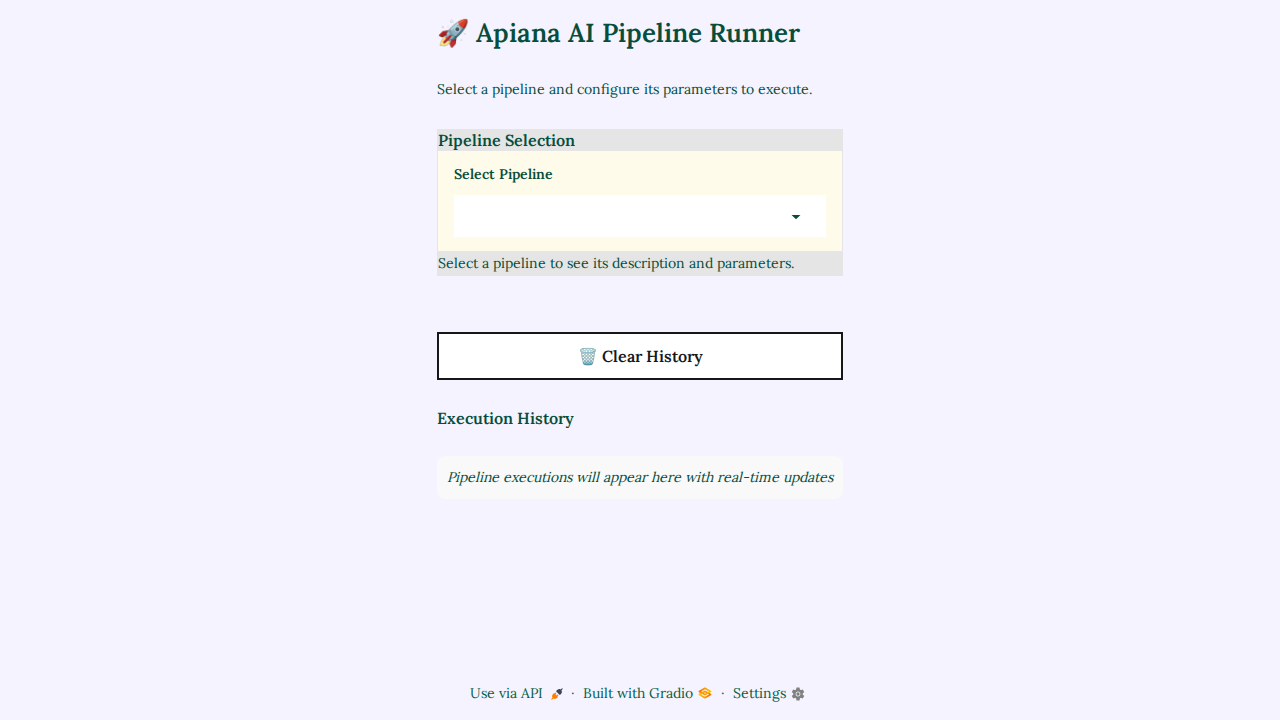 🚀 Apiana AI Pipeline Runner
Select a pipeline and configure its parameters to execute.
Pipeline Selection
Select Pipeline
Select a pipeline to see its description and parameters.
🗑️ Clear History
Execution History
Pipeline executions will appear here with real-time updates
Use via API · Built with Gradio · Settings